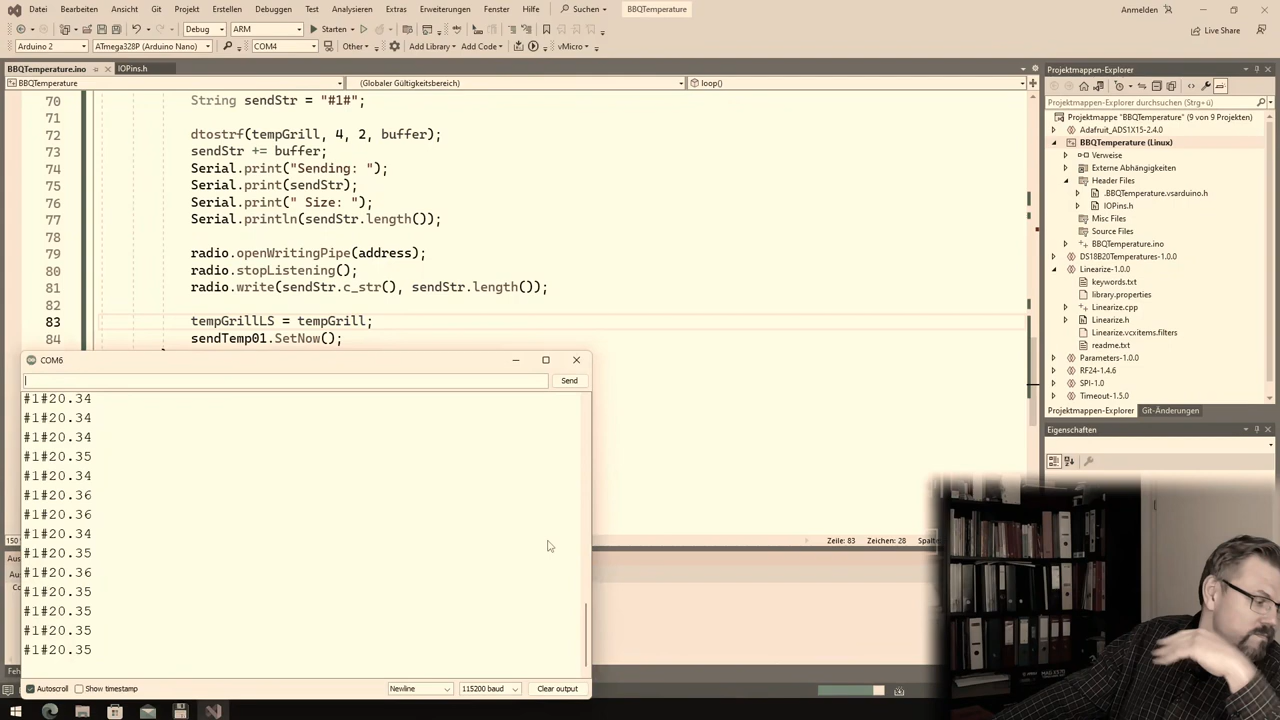 Datei Bearbeiten Ansicht Git Projekt Erstellen Debuggen Test Analysieren Extras Erweiterungen Fenster Hilfe Suchen BBQTemperature Anmelden
Debug ARM Starten Live Share
Arduino 2 ATmega328P (Arduino Nano) COM4 Other Add Library Add Code vMicro
BBQTemperature.ino IOPins.h
BBQTemperature (Globaler Gültigkeitsbereich) loop()
70 String sendStr = "#1#";
71
72 dtostrf(tempGrill, 4, 2, buffer);
73 sendStr += buffer;
74 Serial.print("Sending: ");
75 Serial.print(sendStr);
76 Serial.print(" Size: ");
77 Serial.println(sendStr.length());
78
79 radio.openWritingPipe(address);
80 radio.stopListening();
81 radio.write(sendStr.c_str(), sendStr.length());
82
83 tempGrillLS = tempGrill;
84 sendTemp01.SetNow();
COM6
Send
#1#20.34
#1#20.34
#1#20.34
#1#20.35
#1#20.34
#1#20.36
#1#20.36
#1#20.34
#1#20.35
#1#20.36
#1#20.35
#1#20.35
#1#20.35
#1#20.35
Autoscroll Show timestamp Newline 115200 baud Clear output
150
Zeile: 83 Zeichen: 28
Projektmappen-Explorer
Projektmappen-Explorer durchsuchen (Strg+ü)
Projektmappe "BBQTemperature" (9 von 9 Projekten)
Adafruit_ADS1X15-2.4.0
BBQTemperature (Linux)
Verweise
Externe Abhängigkeiten
Header Files
.BBQTemperature.vsarduino.h
IOPins.h
Misc Files
Source Files
BBQTemperature.ino
DS18B20Temperatures-1.0.0
Linearize-1.0.0
keywords.txt
library.properties
Linearize.cpp
Linearize.h
Linearize.vcxitems.filters
readme.txt
Parameters-1.0.0
RF24-1.4.6
SPI-1.0
Timeout-1.5.0
Projektmappen-Explorer Git-Änderungen
Eigenschaften